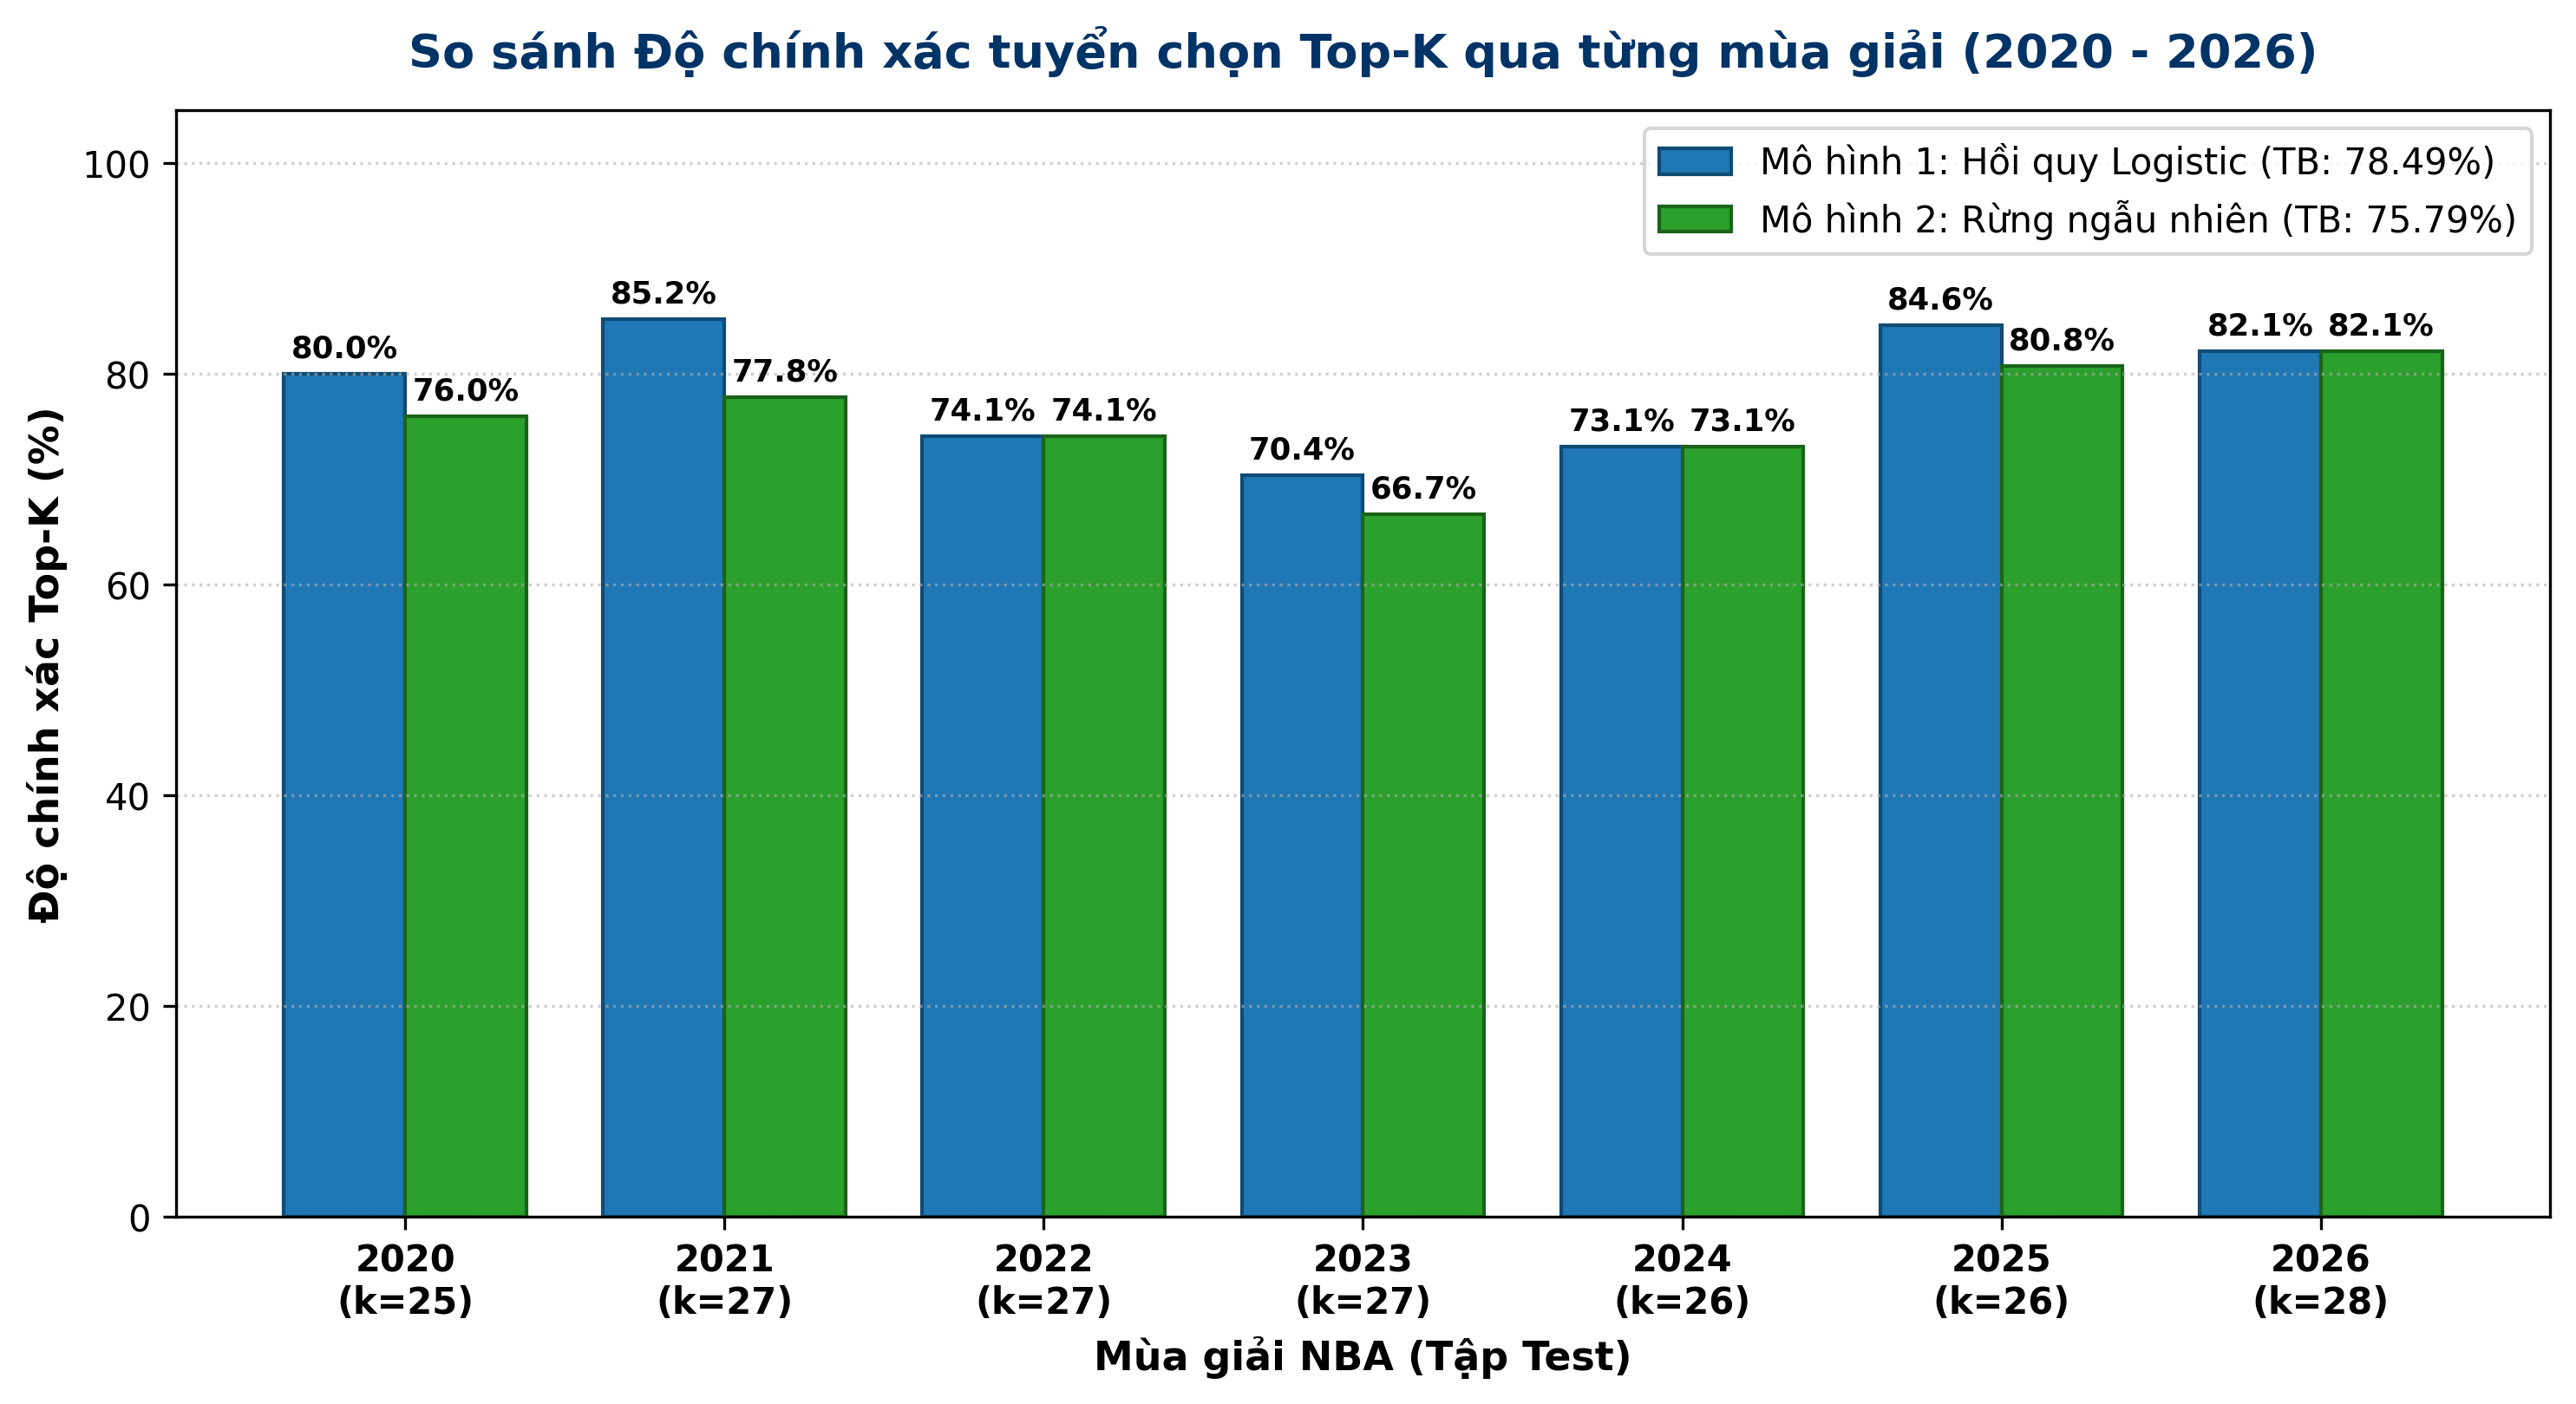 So sánh Độ chính xác tuyển chọn Top-K qua từng mùa giải (2020 - 2026)
Mô hình 1: Hồi quy Logistic (TB: 78.49%)
Mô hình 2: Rừng ngẫu nhiên (TB: 75.79%)
Độ chính xác Top-K (%)
100
80
60
40
20
0
80.0%
76.0%
85.2%
77.8%
74.1%
74.1%
70.4%
66.7%
73.1%
73.1%
84.6%
80.8%
82.1%
82.1%
2020
(k=25)
2021
(k=27)
2022
(k=27)
2023
(k=27)
2024
(k=26)
2025
(k=26)
2026
(k=28)
Mùa giải NBA (Tập Test)